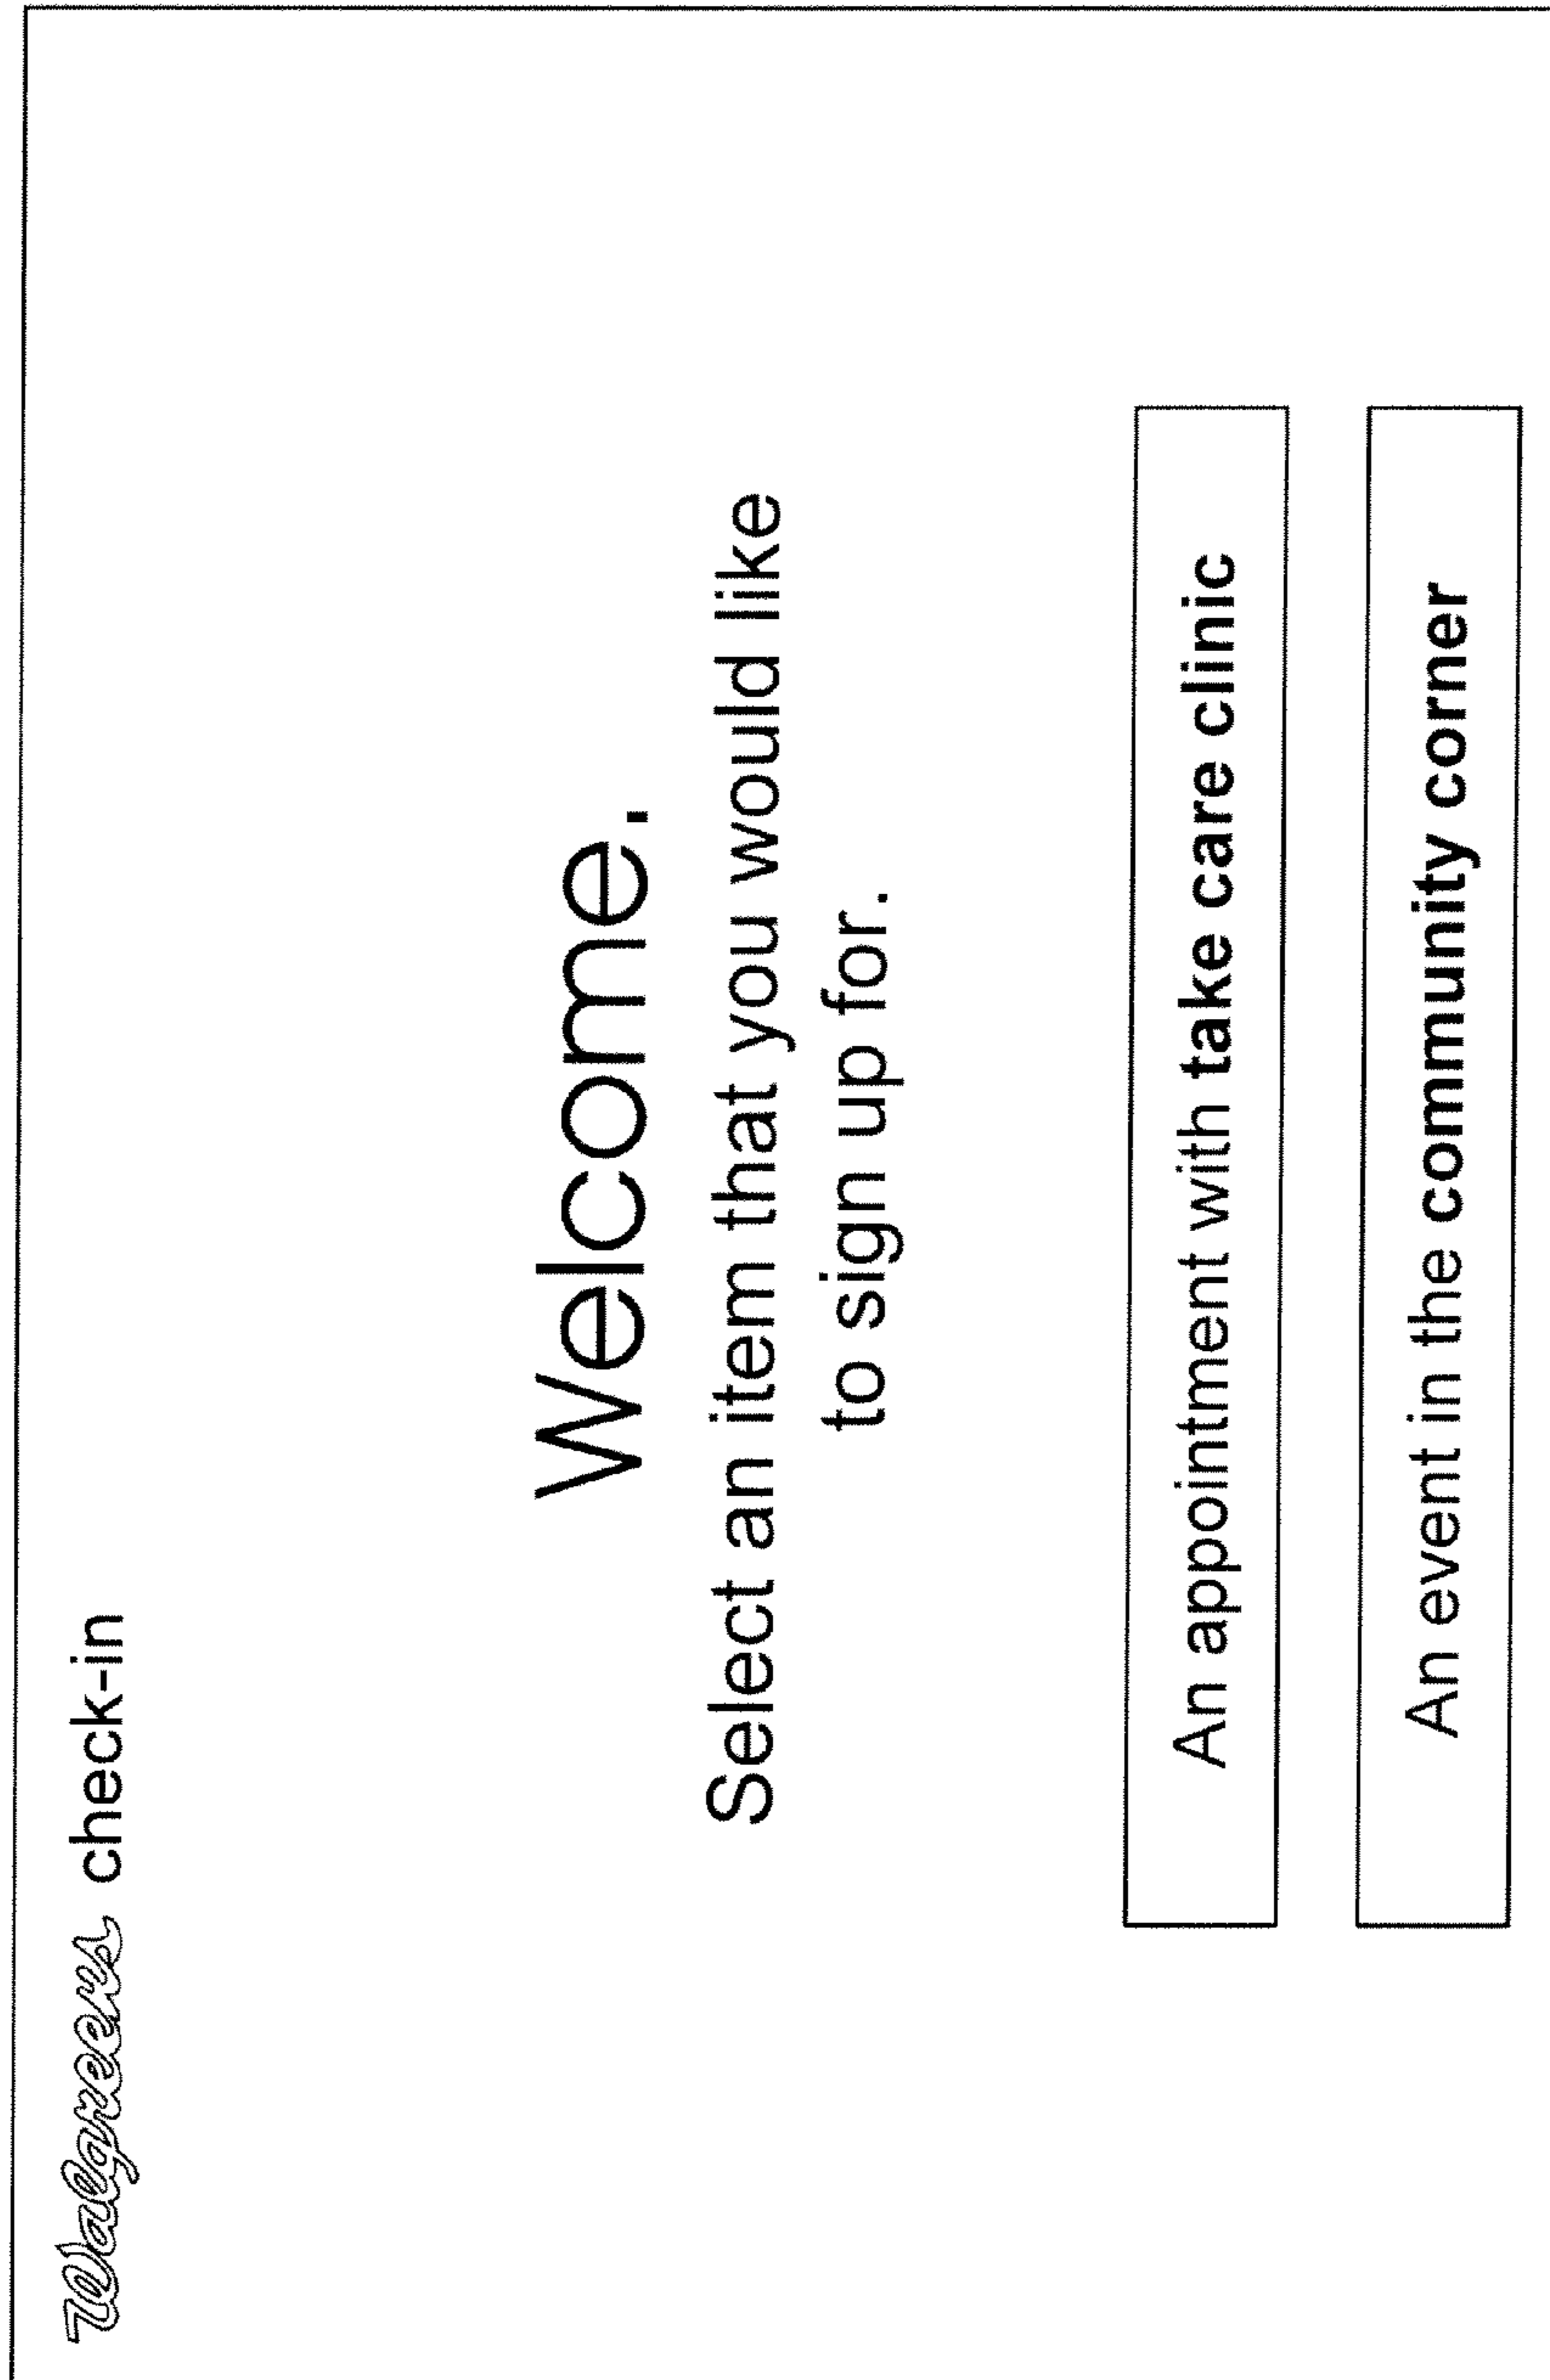 Walgreens check-in
Welcome.
Select an item that you would like
to sign up for.
An appointment with take care clinic
An event in the community corner